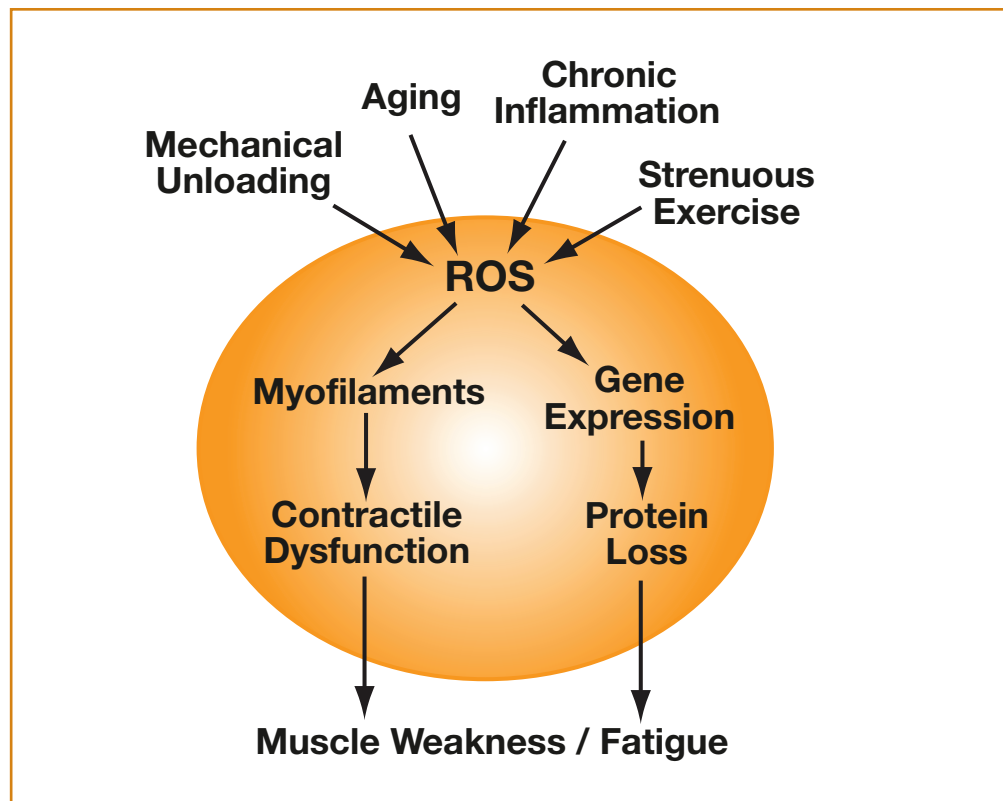 Aging
Chronic
Inflammation
Mechanical
Unloading
Strenuous
Exercise
ROS
Myofilaments
Gene
Expression
Contractile
Dysfunction
Protein
Loss
Muscle Weakness / Fatigue